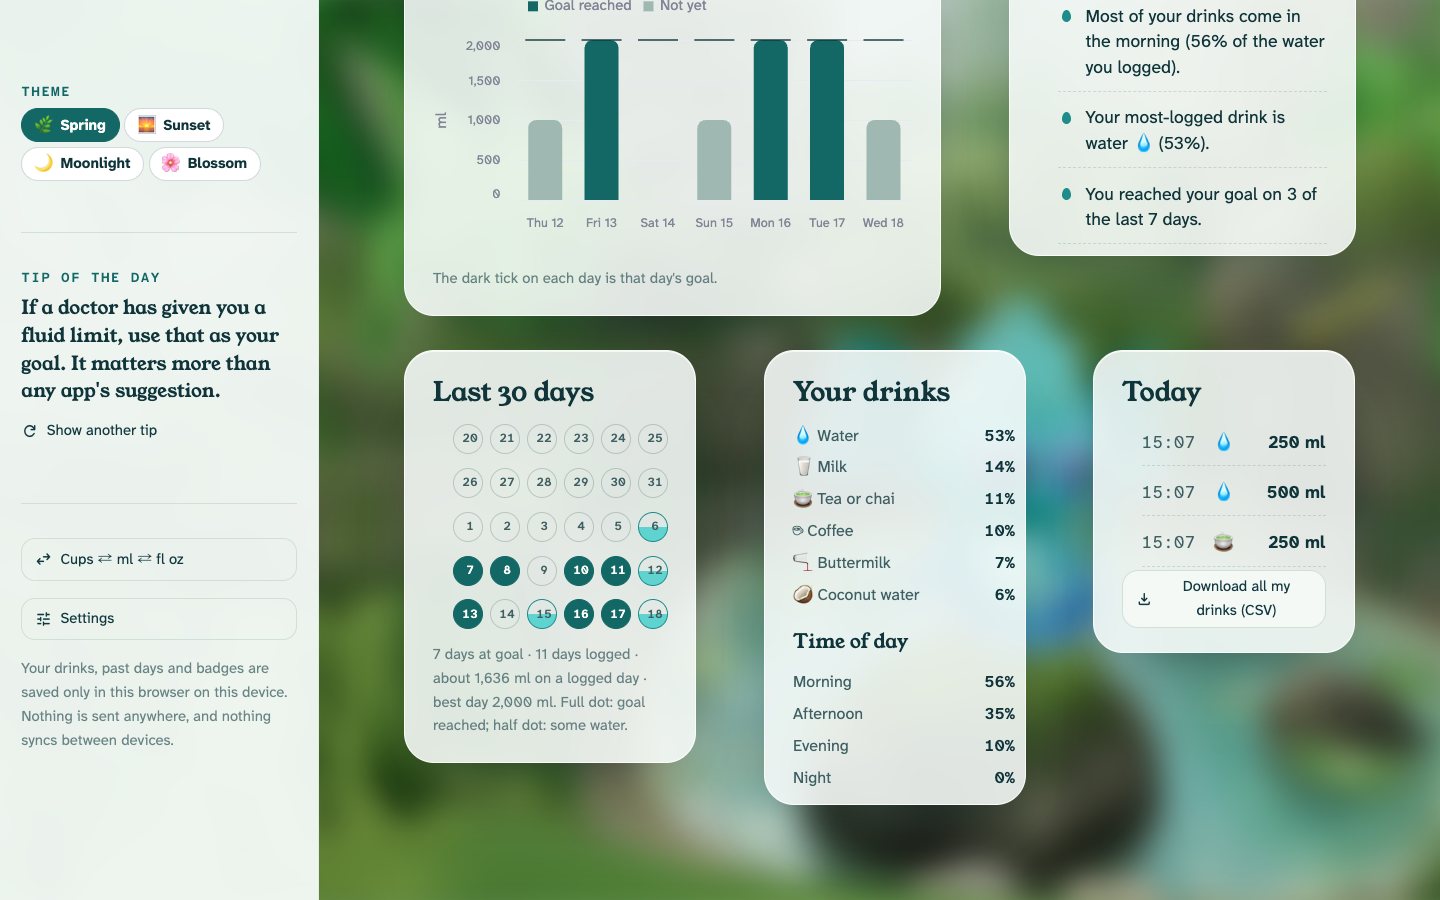 THEME
🌿 Spring
🌅 Sunset
🌙 Moonlight
🌸 Blossom
TIP OF THE DAY
If a doctor has given you a
fluid limit, use that as your
goal. It matters more than
any app's suggestion.
Show another tip
Cups ⇄ ml ⇄ fl oz
Settings
Your drinks, past days and badges are
saved only in this browser on this device.
Nothing is sent anywhere, and nothing
syncs between devices.
Goal reached Not yet
2,000
1,500
1,000
500
0
ml
Thu 12 Fri 13 Sat 14 Sun 15 Mon 16 Tue 17 Wed 18
The dark tick on each day is that day's goal.
Most of your drinks come in
the morning (56% of the water
you logged).
Your most-logged drink is
water 💧 (53%).
You reached your goal on 3 of
the last 7 days.
Last 30 days
20 21 22 23 24 25
26 27 28 29 30 31
1 2 3 4 5 6
7 8 9 10 11 12
13 14 15 16 17 18
7 days at goal · 11 days logged ·
about 1,636 ml on a logged day ·
best day 2,000 ml. Full dot: goal
reached; half dot: some water.
Your drinks
💧 Water 53%
🥛 Milk 14%
🍵 Tea or chai 11%
☕ Coffee 10%
Buttermilk 7%
🥥 Coconut water 6%
Time of day
Morning 56%
Afternoon 35%
Evening 10%
Night 0%
Today
15:07 💧 250 ml
15:07 💧 500 ml
15:07 🍵 250 ml
Download all my
drinks (CSV)